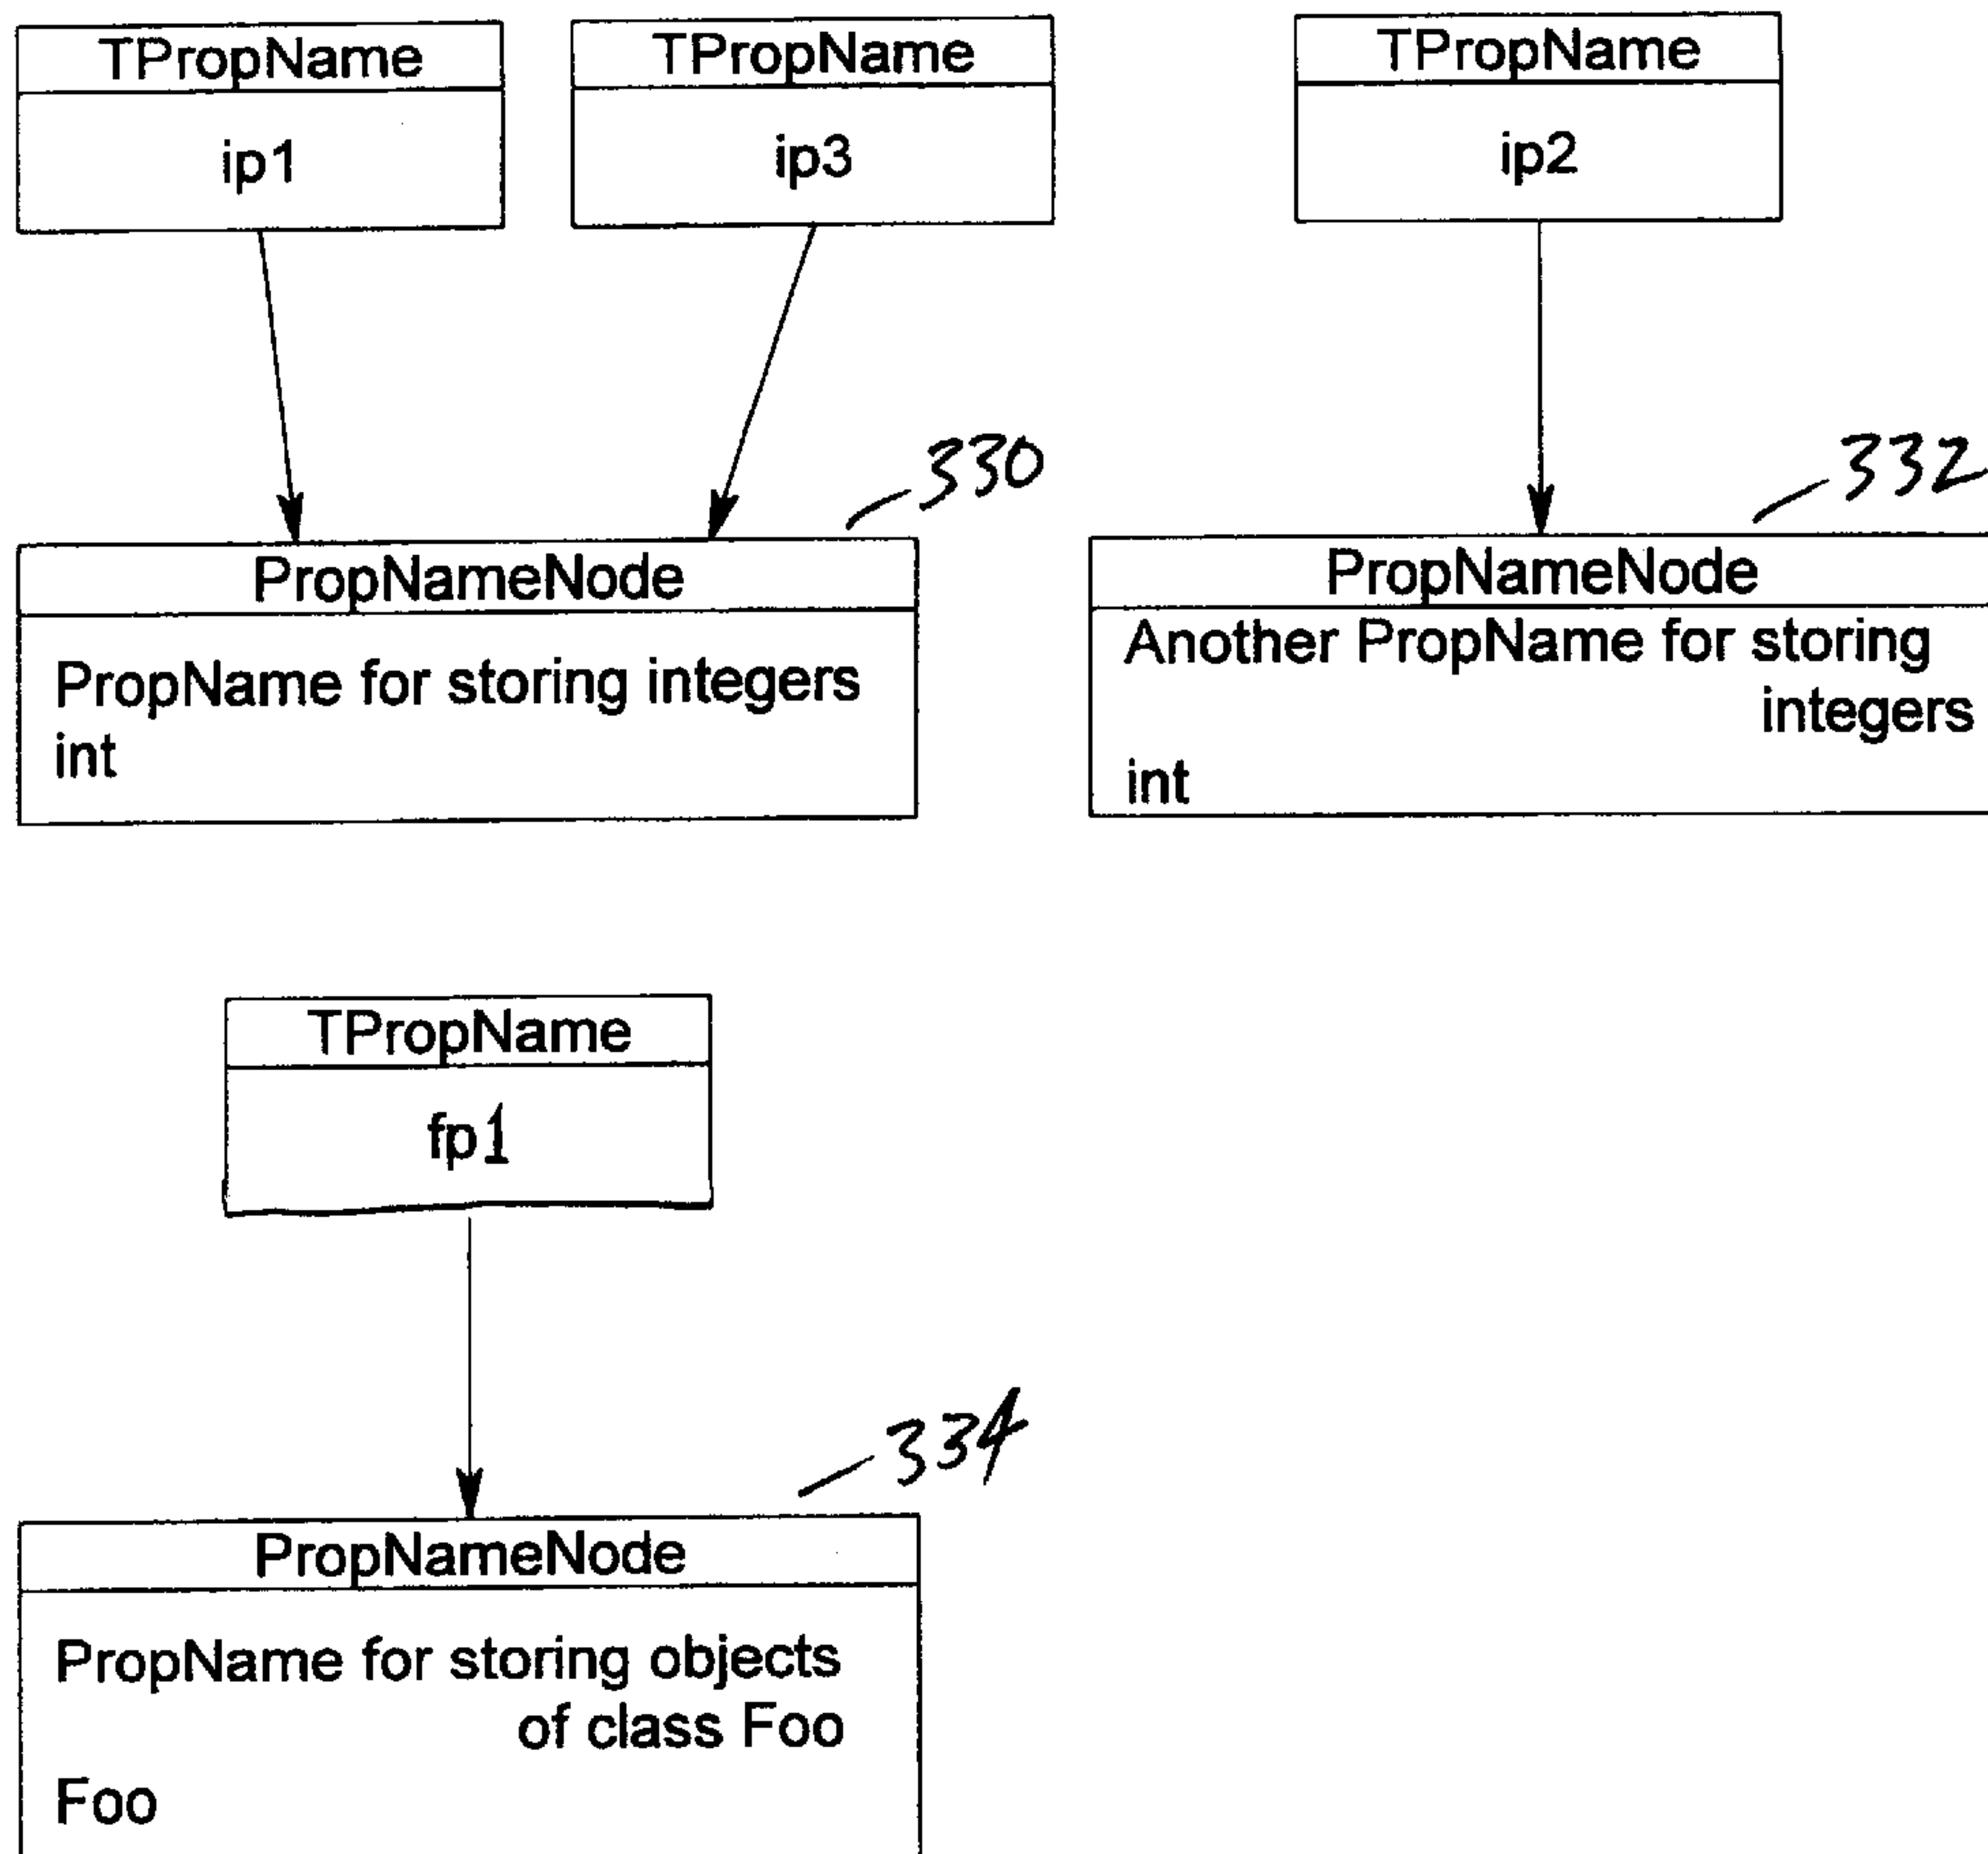 TPropName
ip1
TPropName
ip3
TPropName
ip2
330
PropNameNode
PropName for storing integers
int
332
PropNameNode
Another PropName for storing
integers
int
TPropName
fp1
334
PropNameNode
PropName for storing objects
of class Foo
Foo